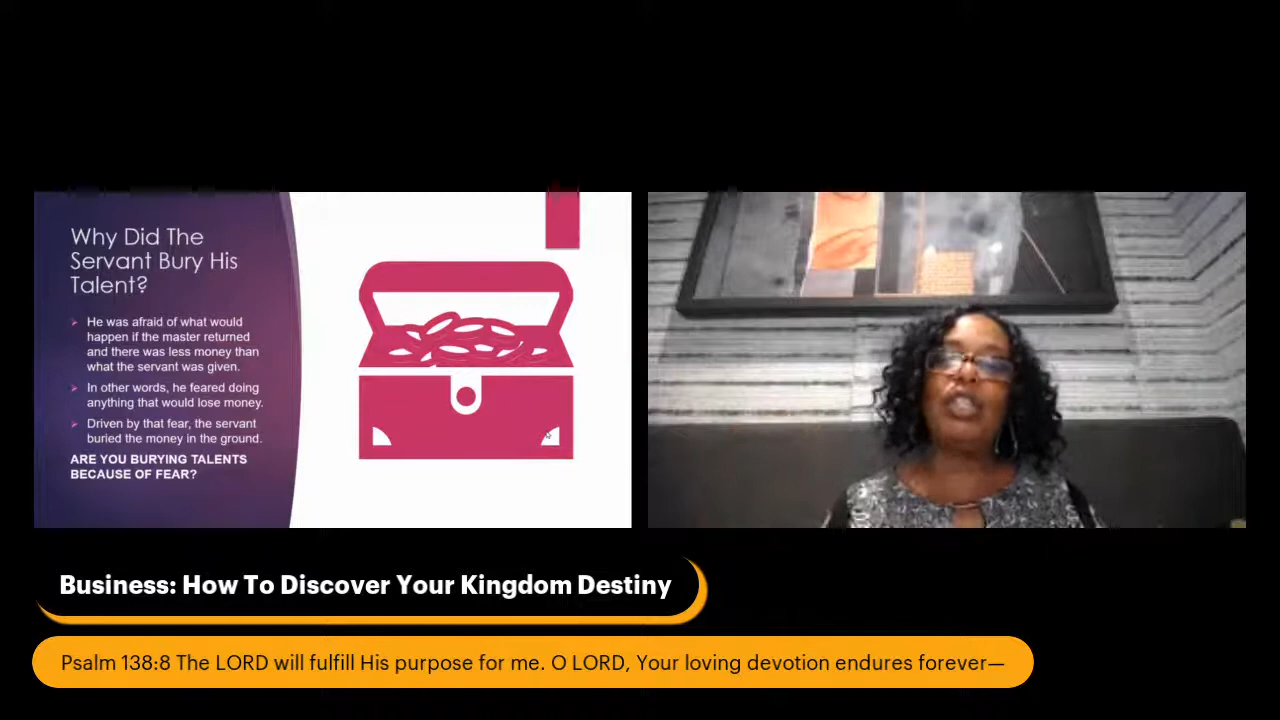 Why Did The
Servant Bury His
Talent?
He was afraid of what would
happen if the master returned
and there was less money than
what the servant was given.
In other words, he feared doing
anything that would lose money.
Driven by that fear, the servant
buried the money in the ground.
ARE YOU BURYING TALENTS
BECAUSE OF FEAR?
Business: How To Discover Your Kingdom Destiny
Psalm 138:8 The LORD will fulfill His purpose for me. O LORD, Your loving devotion endures forever—